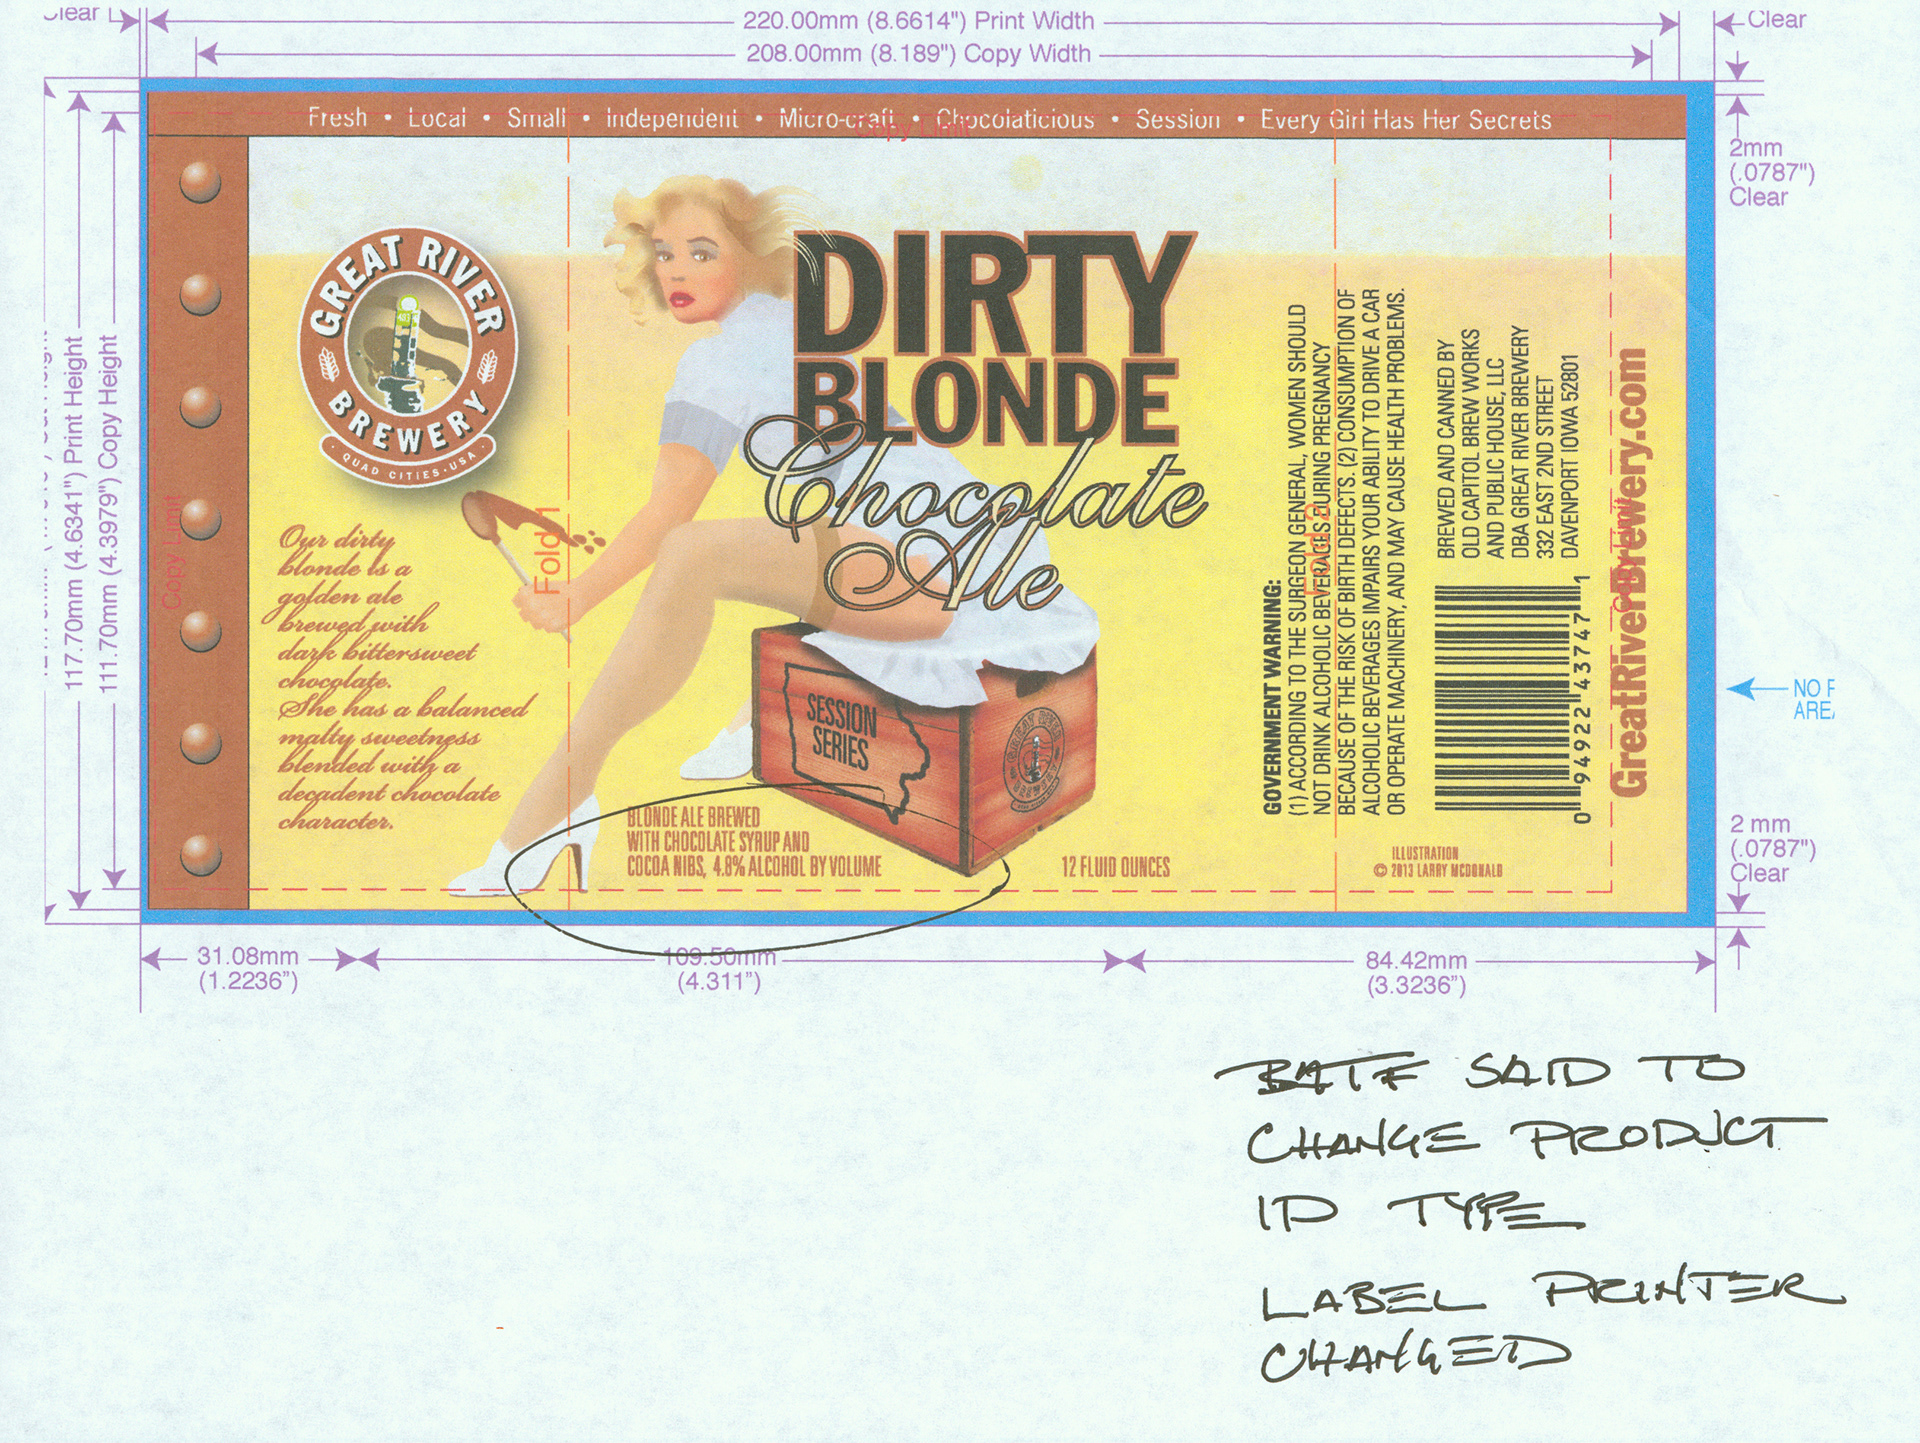 Clear
220.00mm (8.6614") Print Width
Clear
208.00mm (8.189") Copy Width
Fresh • Local • Small • Independent • Micro-craft • Chocolaticious • Session • Every Girl Has Her Secrets
Copy Limit
2mm
(.0787")
Clear
117.70mm (4.6341") Print Height
111.70mm (4.3979") Copy Height
Copy Limit
GREAT RIVER
BREWERY
QUAD CITIES • USA
Our dirty
blonde is a
golden ale
brewed with
dark bittersweet
chocolate.
She has a balanced
malty sweetness
blended with a
decadent chocolate
character.
Fold 1
DIRTY
BLONDE
Chocolate
Ale
SESSION
SERIES
GREAT RIVER
BREWERY
BLONDE ALE BREWED
WITH CHOCOLATE SYRUP AND
COCOA NIBS, 4.8% ALCOHOL BY VOLUME
12 FLUID OUNCES
GOVERNMENT WARNING:
(1) ACCORDING TO THE SURGEON GENERAL, WOMEN SHOULD
NOT DRINK ALCOHOLIC BEVERAGES DURING PREGNANCY
BECAUSE OF THE RISK OF BIRTH DEFECTS. (2) CONSUMPTION OF
ALCOHOLIC BEVERAGES IMPAIRS YOUR ABILITY TO DRIVE A CAR
OR OPERATE MACHINERY, AND MAY CAUSE HEALTH PROBLEMS.
Fold 2
BREWED AND CANNED BY
OLD CAPITOL BREW WORKS
AND PUBLIC HOUSE, LLC
DBA GREAT RIVER BREWERY
332 EAST 2ND STREET
DAVENPORT IOWA 52801
0 94922 43747 1
ILLUSTRATION
© 2013 LARRY MCDONALD
GreatRiverBrewery.com
Copy Limit
NO
2 mm
(.0787")
Clear
31.08mm
(1.2236")
109.50mm
(4.311")
84.42mm
(3.3236")
SAID TO
CHANGE PRODUCT
ID TYPE
LABEL PRINTER
CHANGED